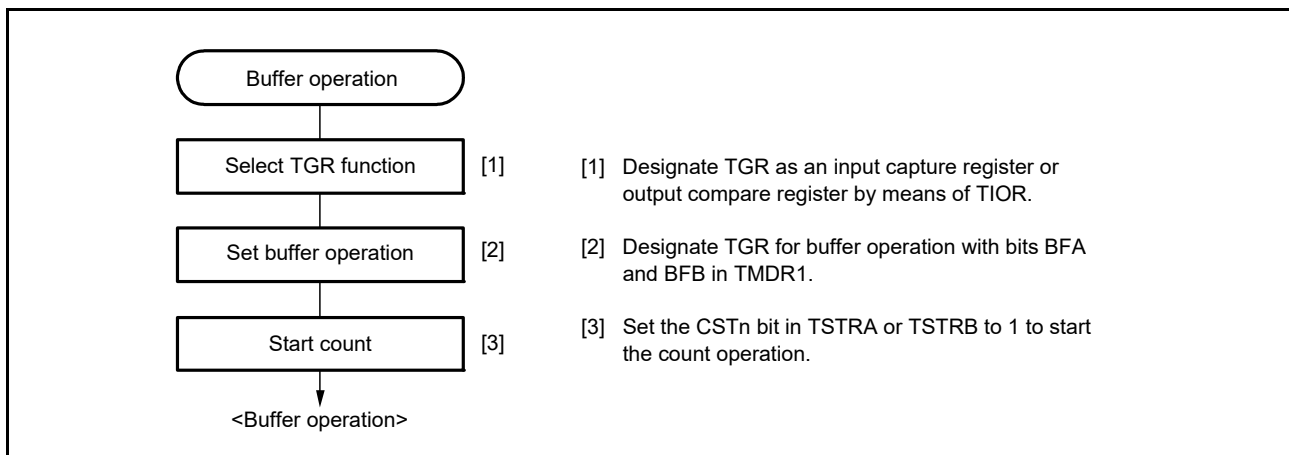 Buffer operation
Select TGR function [1]
Set buffer operation [2]
Start count [3]
<Buffer operation>
[1] Designate TGR as an input capture register or
output compare register by means of TIOR.
[2] Designate TGR for buffer operation with bits BFA
and BFB in TMDR1.
[3] Set the CSTn bit in TSTRA or TSTRB to 1 to start
the count operation.